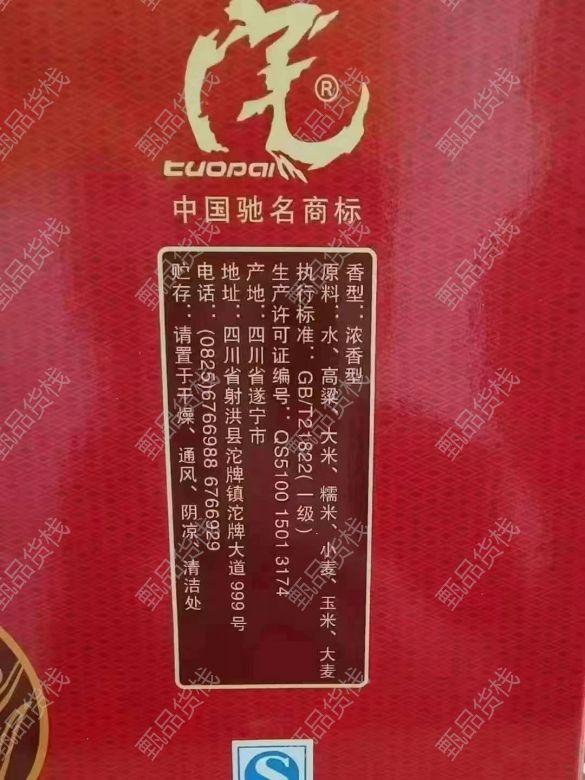 沱
®
tuopai
中国驰名商标
香型：浓香型
原料：水、高粱、大米、糯米、小麦、玉米、大麦
执行标准：GB/T21822(一级)
生产许可证编号：QS5100 1501 3174
产地：四川省遂宁市
地址：四川省射洪县沱牌镇沱牌大道999号
电话：(0825)6766988 6766929
贮存：请置于干燥、通风、阴凉、清洁处
甄品货栈